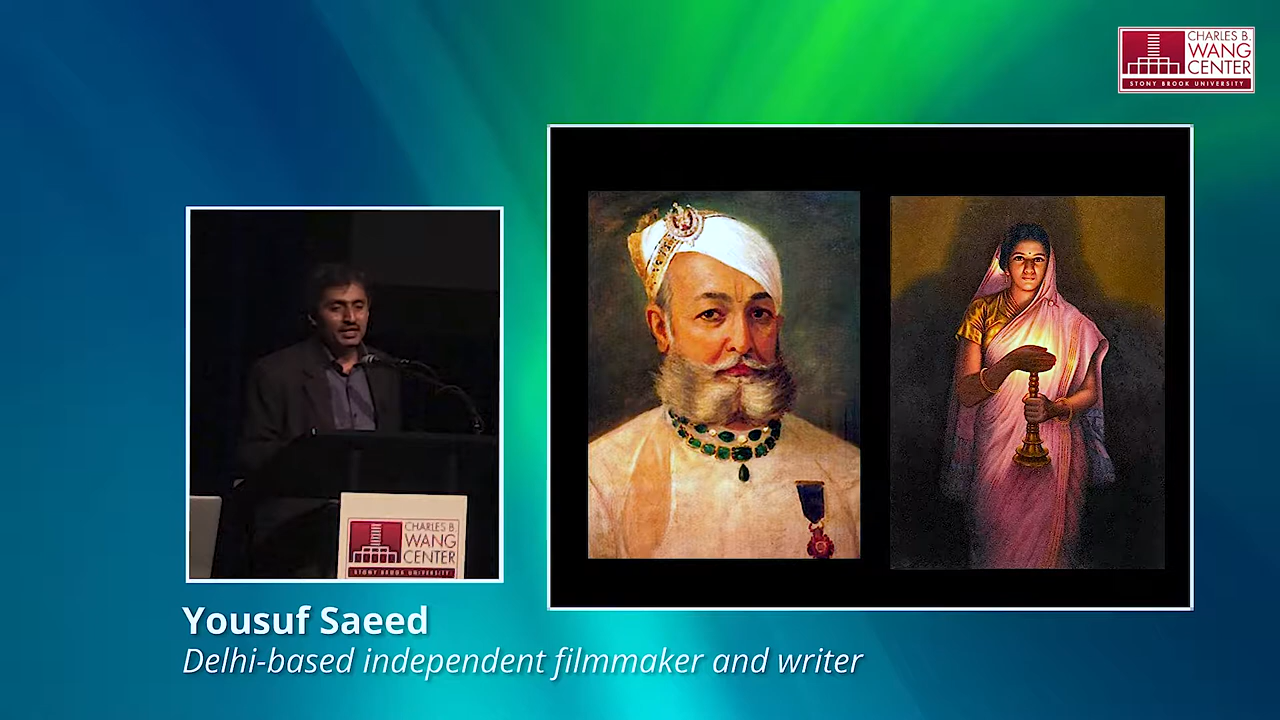 CHARLES B.
WANG
CENTER
STONY BROOK UNIVERSITY
CHARLES B.
WANG
CENTER
STONY BROOK UNIVERSITY
Yousuf Saeed
Delhi-based independent filmmaker and writer